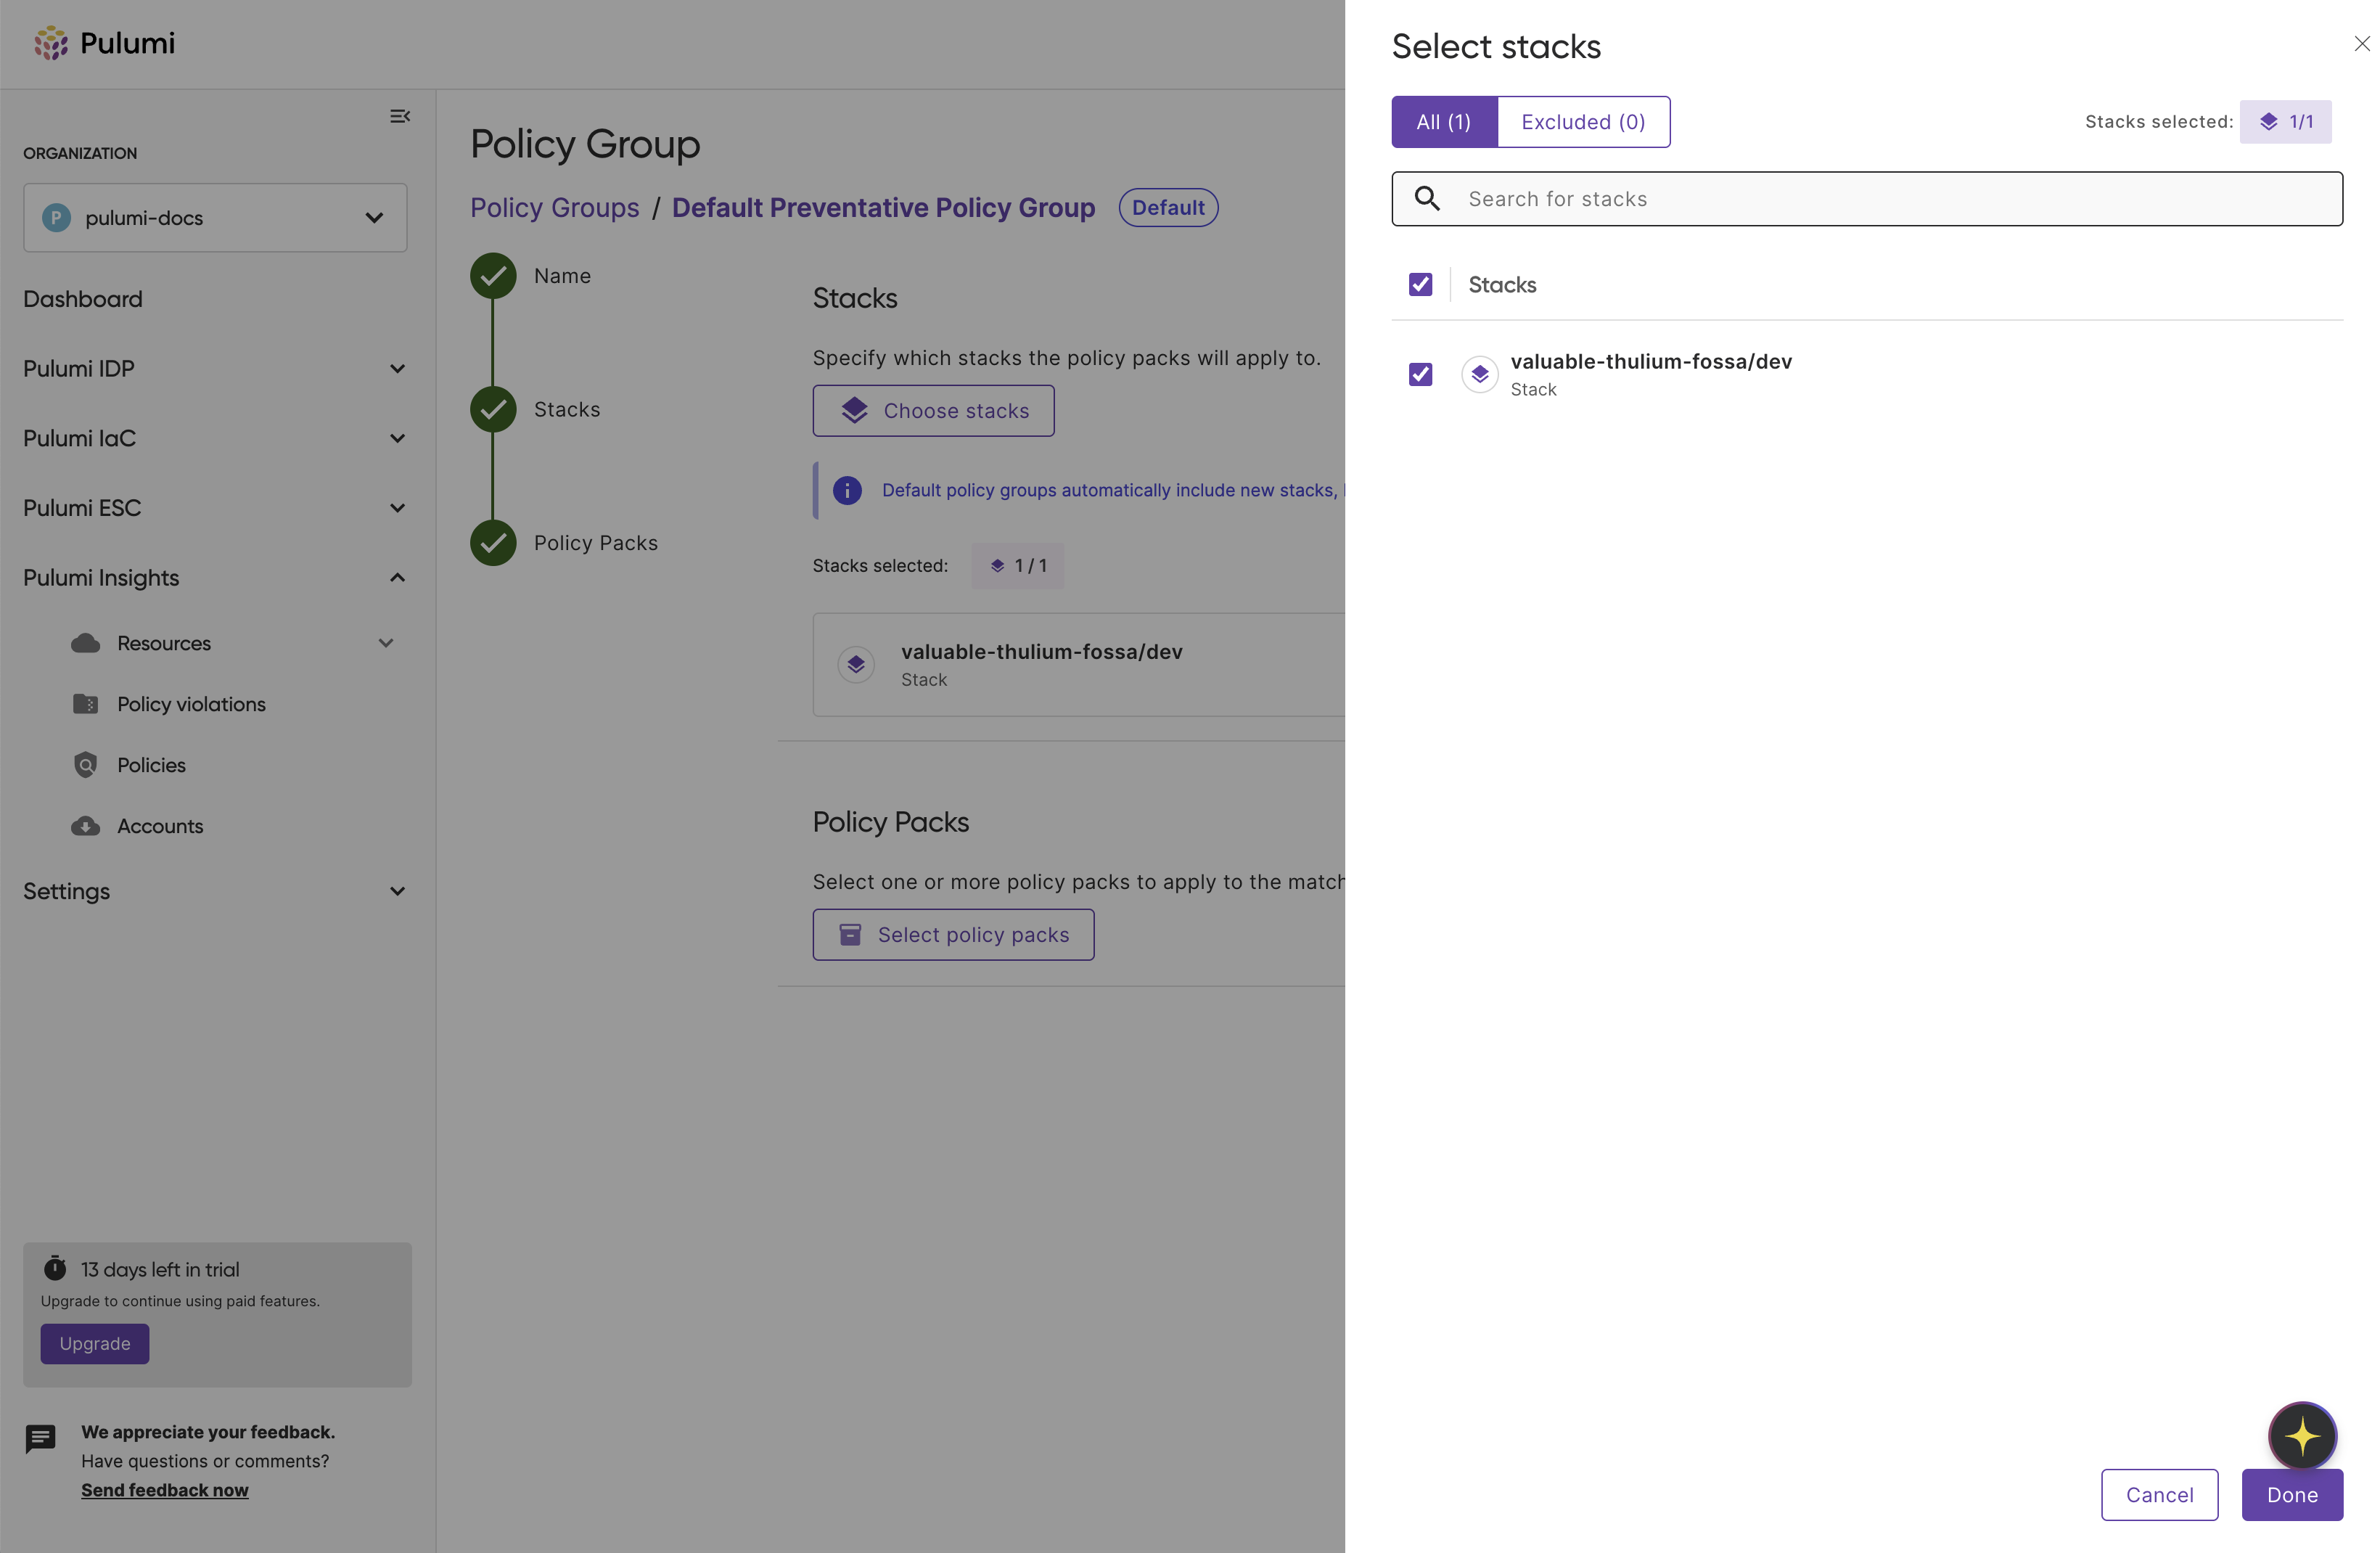 Pulumi
ORGANIZATION
P pulumi-docs
Dashboard
Pulumi IDP
Pulumi IaC
Pulumi ESC
Pulumi Insights
Resources
Policy violations
Policies
Accounts
Settings
13 days left in trial
Upgrade to continue using paid features.
Upgrade
We appreciate your feedback.
Have questions or comments?
Send feedback now
Policy Group
Policy Groups / Default Preventative Policy Group Default
Name
Stacks
Policy Packs
Stacks
Specify which stacks the policy packs will apply to.
Choose stacks
Default policy groups automatically include new stacks,
Stacks selected: 1 / 1
valuable-thulium-fossa/dev
Stack
Policy Packs
Select one or more policy packs to apply to the match
Select policy packs
Select stacks
All (1) Excluded (0)
Stacks selected: 1/1
Search for stacks
Stacks
valuable-thulium-fossa/dev
Stack
Cancel Done